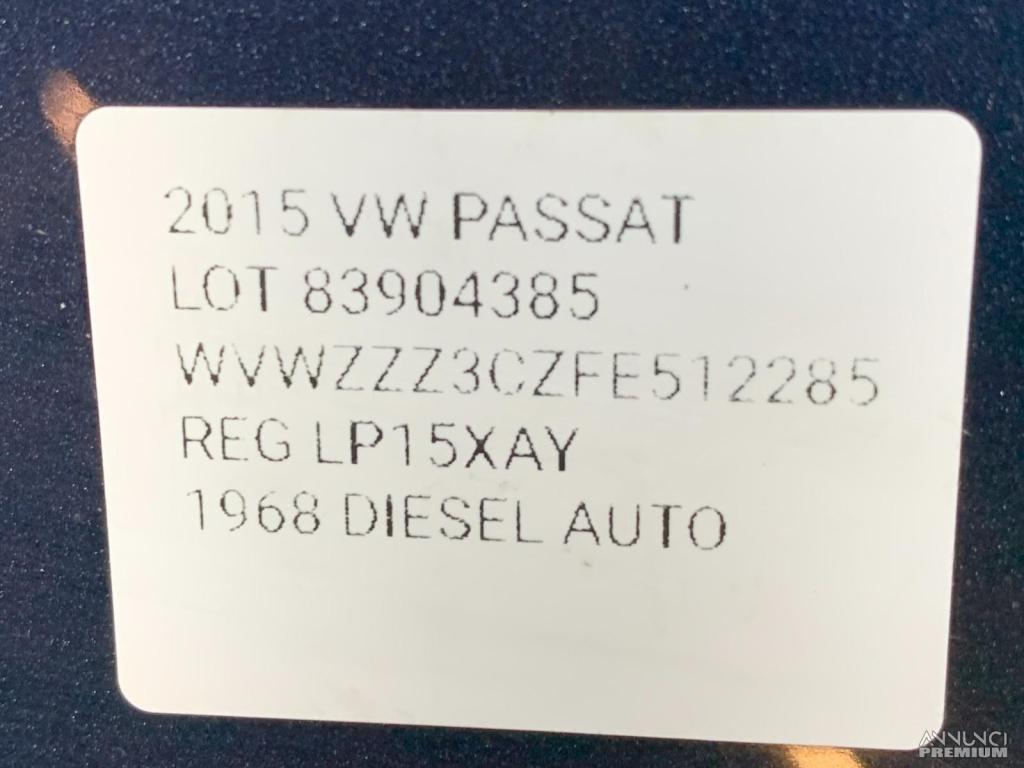 2015 VW PASSAT
LOT 83904385
WVWZZZ3CZFE512285
REG LP15XAY
1968 DIESEL AUTO
ANNUNCI
PREMIUM